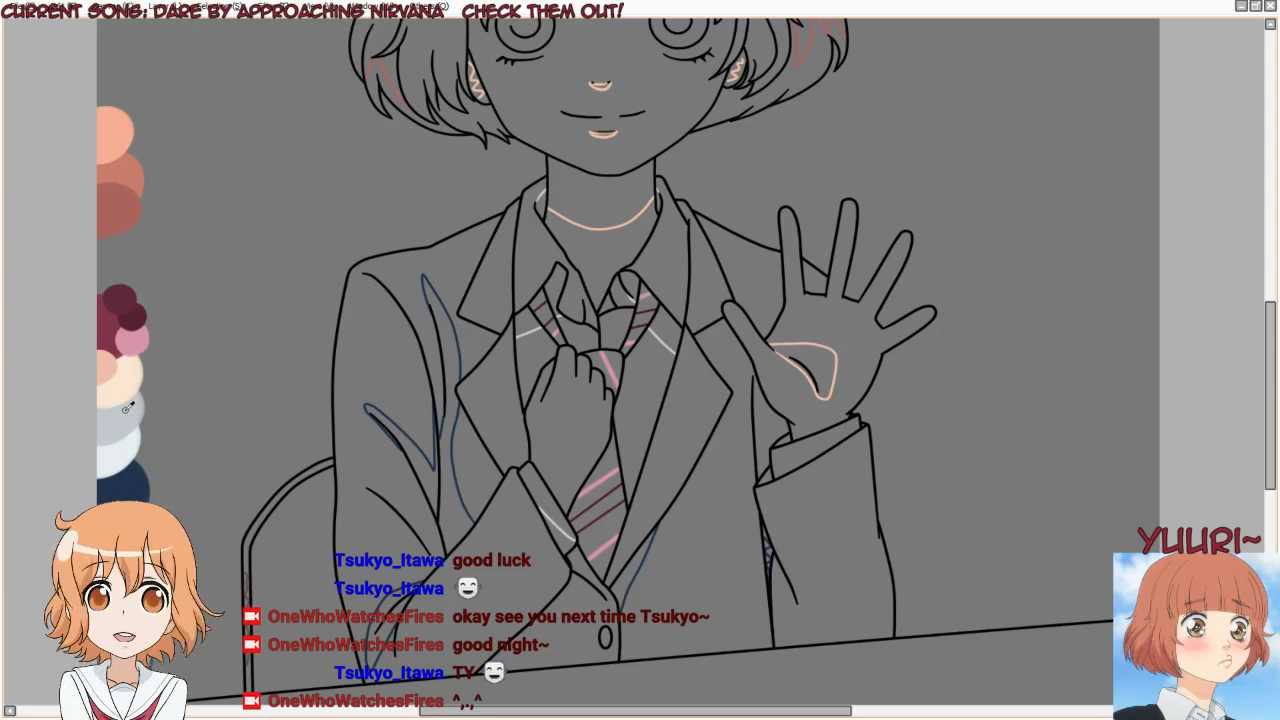 CURRENT SONG: DARE BY APPROACHING NIRVANA CHECK THEM OUT!
YUURI~
Tsukyo_Itawa good luck
Tsukyo_Itawa
OneWhoWatchesFires okay see you next time Tsukyo~
OneWhoWatchesFires good night~
Tsukyo_Itawa TY
OneWhoWatchesFires ^,.,^